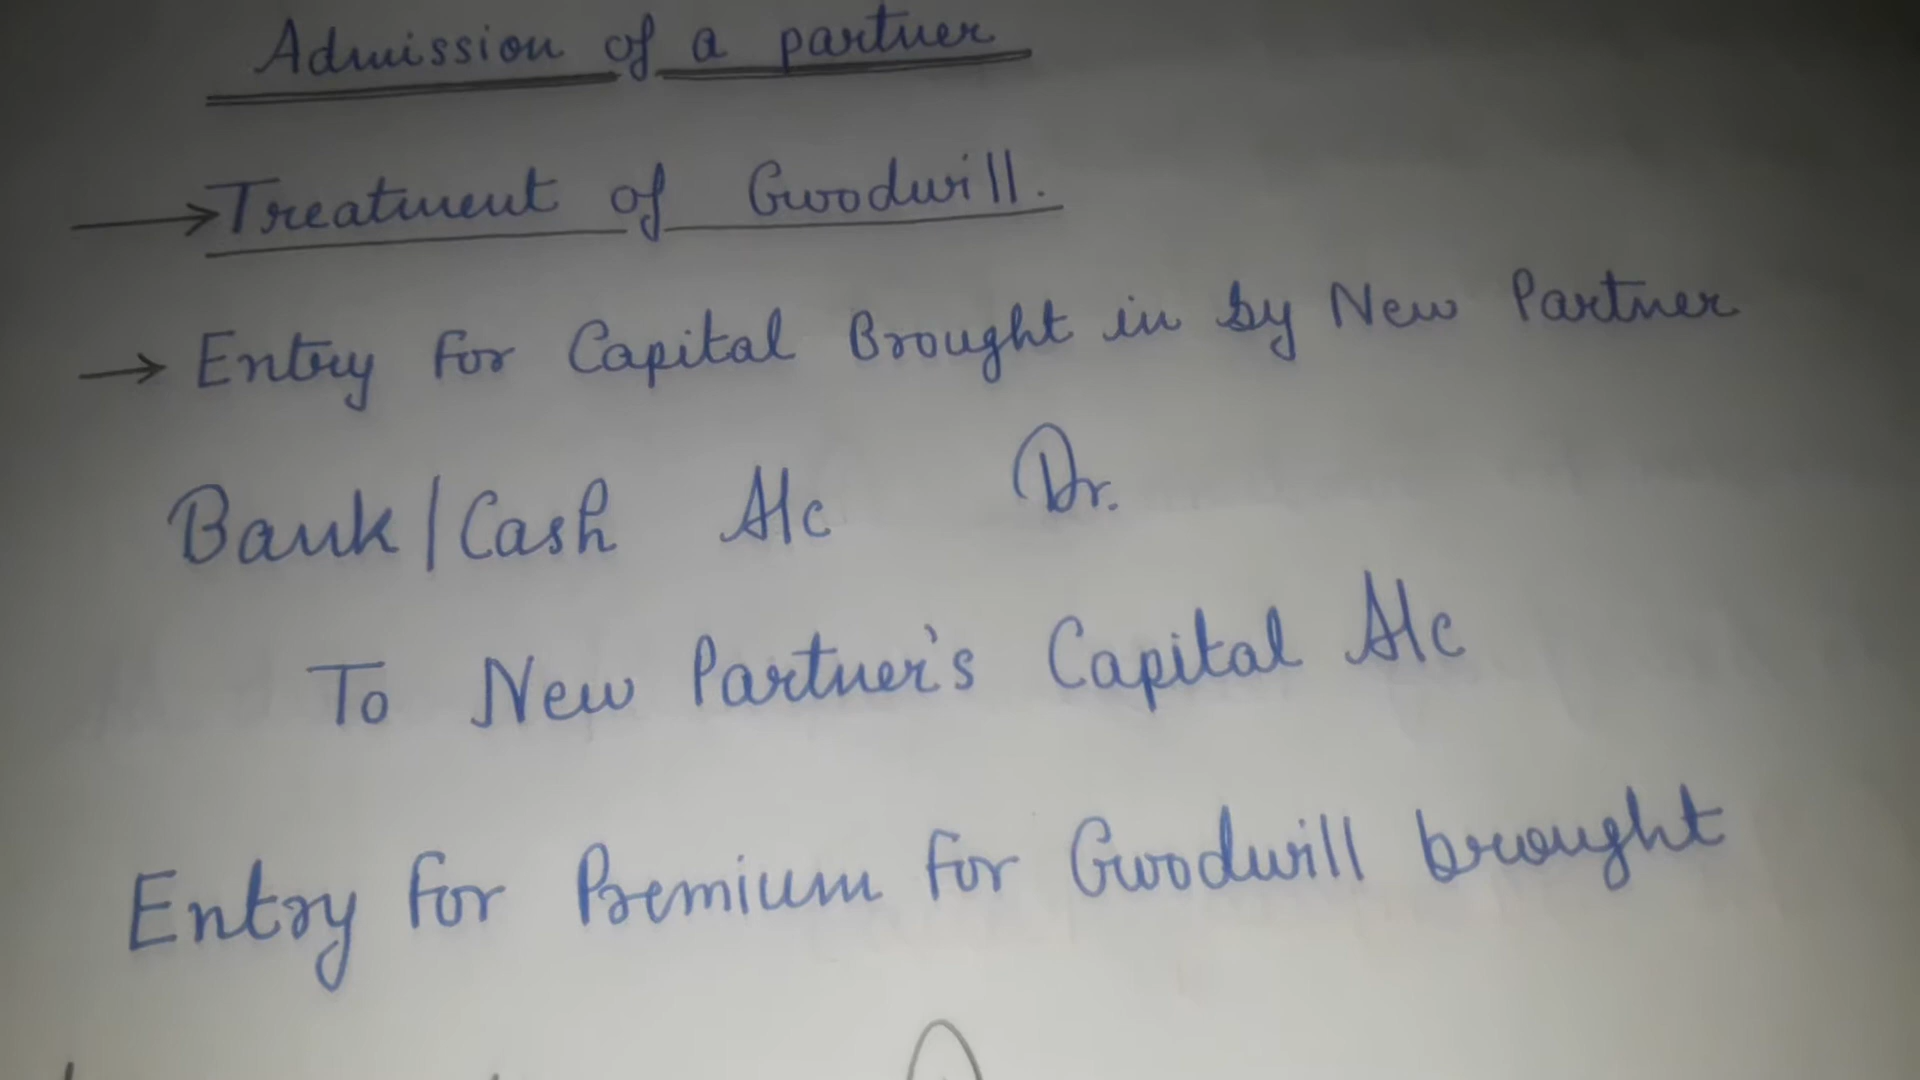 Admission of a partner
→ Treatment of Goodwill.
→ Entry for Capital Brought in by New Partner
Bank/Cash A/c Dr.
To New Partner's Capital A/c
Entry for Premium for Goodwill brought